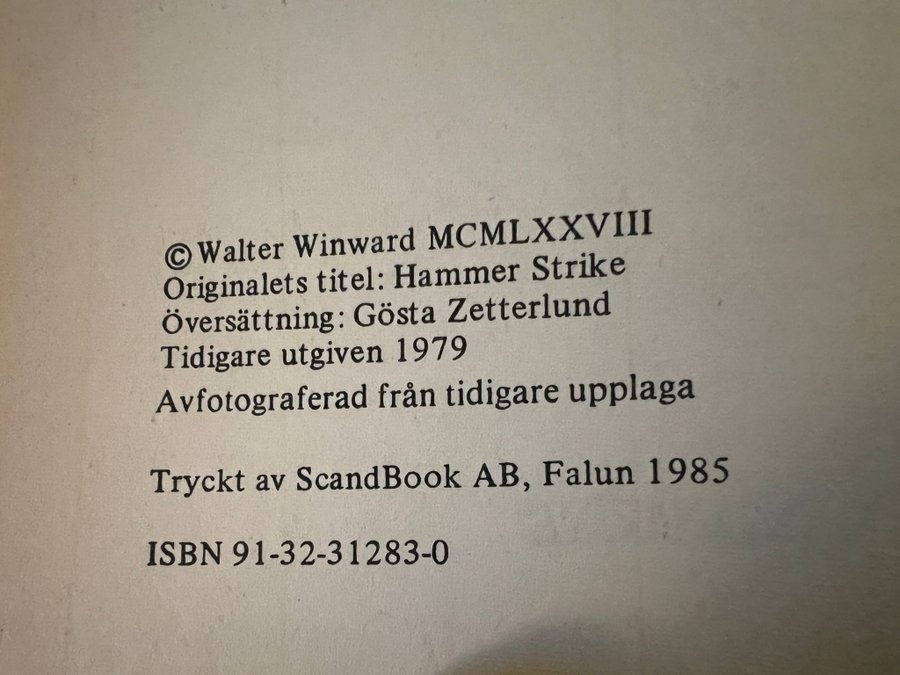 © Walter Winward MCMLXXVIII
Originalets titel: Hammer Strike
Översättning: Gösta Zetterlund
Tidigare utgiven 1979
Avfotograferad från tidigare upplaga
Tryckt av ScandBook AB, Falun 1985
ISBN 91-32-31283-0